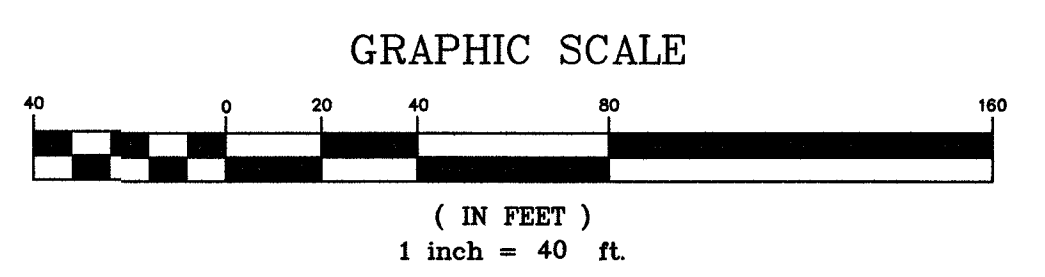 GRAPHIC SCALE
40 0 20 40 80 160
( IN FEET )
1 inch = 40 ft.